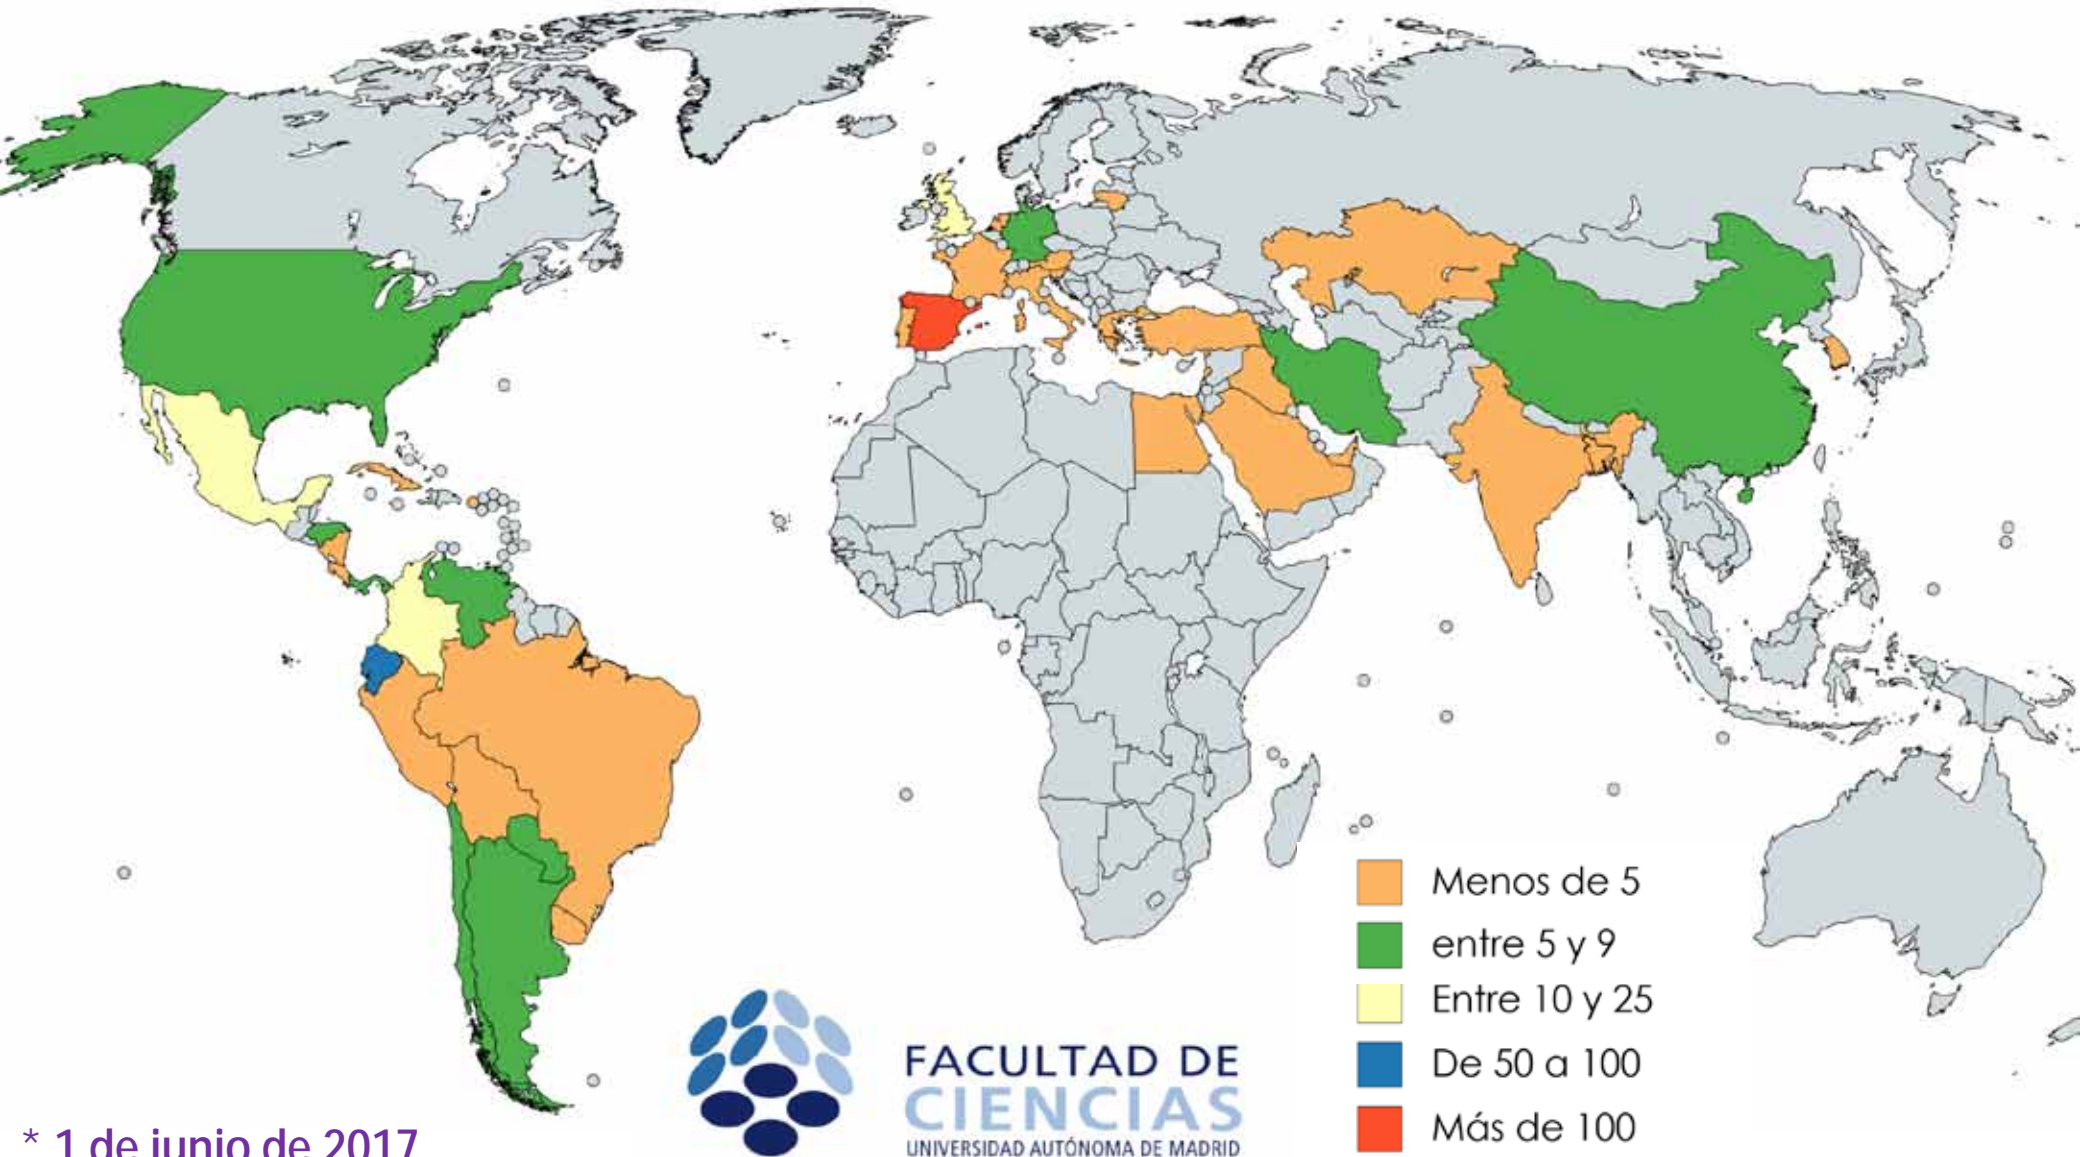 Menos de 5
entre 5 y 9
Entre 10 y 25
De 50 a 100
Más de 100
FACULTAD DE
CIENCIAS
UNIVERSIDAD AUTÓNOMA DE MADRID
* 1 de junio de 2017